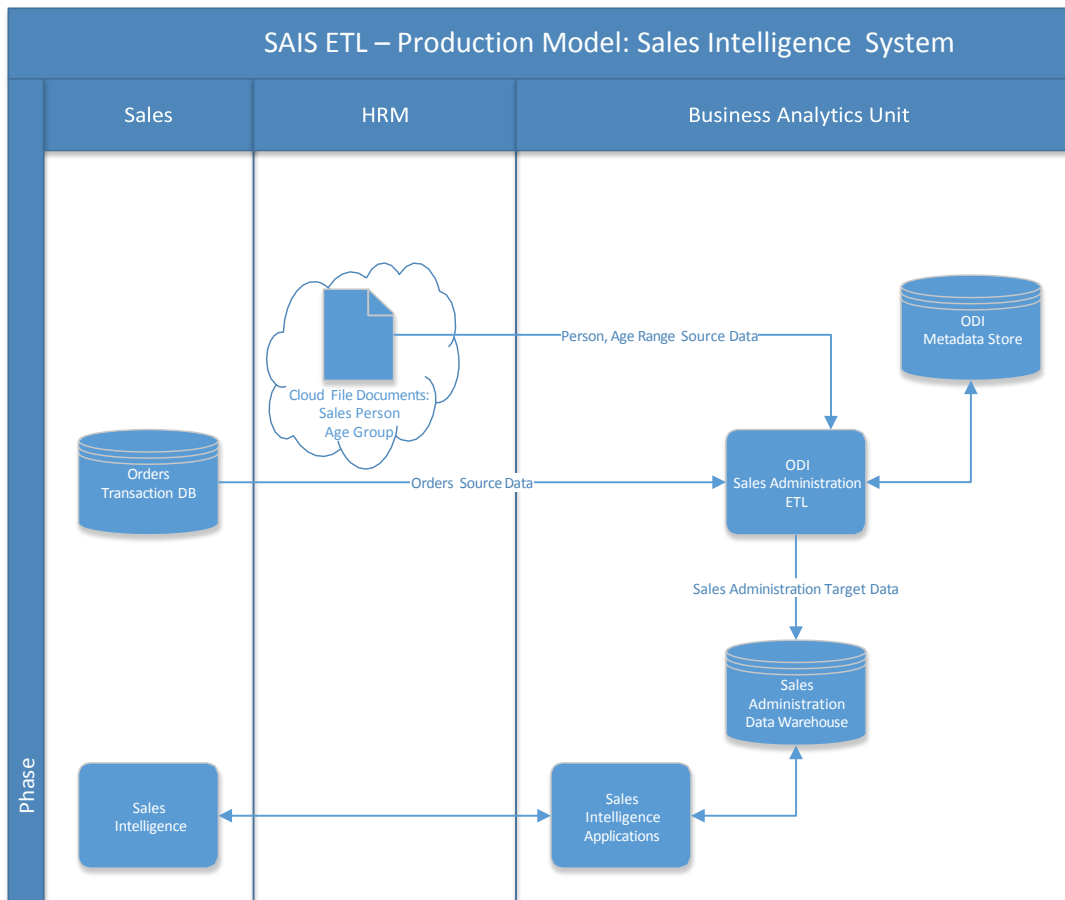 SAIS ETL – Production Model: Sales Intelligence System
Sales
HRM
Business Analytics Unit
Phase
Person, Age Range Source Data
ODI
Metadata Store
Cloud File Documents:
Sales Person
Age Group
Orders
Transaction DB
Orders Source Data
ODI
Sales Administration
ETL
Sales Administration Target Data
Sales
Administration
Data Warehouse
Sales
Intelligence
Sales
Intelligence
Applications